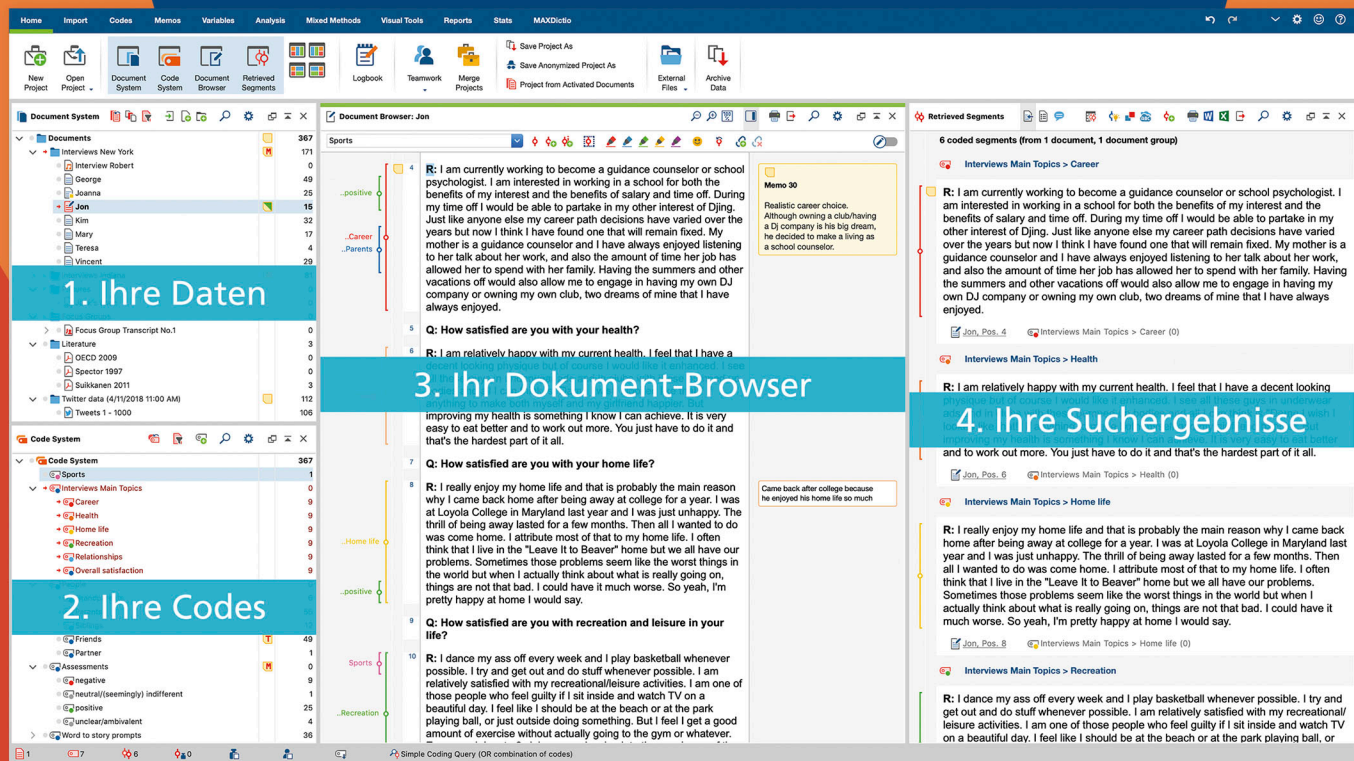 Home Import Codes Memos Variables Analysis Mixed Methods Visual Tools Reports Stats MAXDictio
New Project
Open Project
Document System
Code System
Document Browser
Retrieved Segments
Logbook
Teamwork
Merge Projects
Save Project As
Save Anonymized Project As
Project from Activated Documents
External Files
Archive Data
Document System
Documents 367
Interviews New York M 171
Interview Robert 0
George 49
Joanna 25
Jon 15
Kim 32
Mary 17
Teresa 4
Vincent 29
1. Ihre Daten
Focus Group Transcript No.1 0
Literature 3
OECD 2009 0
Spector 1997 0
Suikkanen 2011 3
Twitter data (4/11/2018 11:00 AM) 112
Tweets 1 - 1000 106
Code System
Code System 367
Sports 1
Interviews Main Topics 0
Career 9
Health 9
Home life 9
Recreation 9
Relationships 9
Overall satisfaction 9
2. Ihre Codes
Friends T 49
Partner 1
Assessments M 0
negative 9
neutral/(seemingly) indifferent 1
positive 25
unclear/ambivalent 4
Word to story prompts 36
Document Browser: Jon
Sports
..positive
..Career
..Parents
4 R: I am currently working to become a guidance counselor or school
psychologist. I am interested in working in a school for both the
benefits of my interest and the benefits of salary and time off. During
my time off I would be able to partake in my other interest of Djing.
Just like anyone else my career path decisions have varied over the
years but now I think I have found one that will remain fixed. My
mother is a guidance counselor and I have always enjoyed listening
to her talk about her work, and also the amount of time her job has
allowed her to spend with her family. Having the summers and other
vacations off would also allow me to engage in having my own DJ
company or owning my own club, two dreams of mine that I have
always enjoyed.
5 Q: How satisfied are you with your health?
6 R: I am relatively happy with my current health. I feel that I have a
3. Ihr Dokument-Browser
improving my health is something I know I can achieve. It is very
easy to eat better and to work out more. You just have to do it and
that's the hardest part of it all.
7 Q: How satisfied are you with your home life?
..Home life
..positive
8 R: I really enjoy my home life and that is probably the main reason
why I came back home after being away at college for a year. I was
at Loyola College in Maryland last year and I was just unhappy. The
thrill of being away lasted for a few months. Then all I wanted to do
was come home. I attribute most of that to my home life. I often
think that I live in the "Leave It to Beaver" home but we all have our
problems. Sometimes those problems seem like the worst things in
the world but when I actually think about what is really going on,
things are not that bad. I could have it much worse. So yeah, I'm
pretty happy at home I would say.
9 Q: How satisfied are you with recreation and leisure in your
life?
Sports
..Recreation
10 R: I dance my ass off every week and I play basketball whenever
possible. I try and get out and do stuff whenever possible. I am
relatively satisfied with my recreational/leisure activities. I am one of
those people who feel guilty if I sit inside and watch TV on a
beautiful day. I feel like I should be at the beach or at the park
playing ball, or just outside doing something. But I feel I get a good
amount of exercise without actually going to the gym or whatever.
Memo 30
Realistic career choice.
Although owning a club/having
a Dj company is his big dream,
he decided to make a living as
a school counselor.
Came back after college because
he enjoyed his home life so much
Retrieved Segments
6 coded segments (from 1 document, 1 document group)
Interviews Main Topics > Career
R: I am currently working to become a guidance counselor or school psychologist. I
am interested in working in a school for both the benefits of my interest and the
benefits of salary and time off. During my time off I would be able to partake in my
other interest of Djing. Just like anyone else my career path decisions have varied
over the years but now I think I have found one that will remain fixed. My mother is a
guidance counselor and I have always enjoyed listening to her talk about her work,
and also the amount of time her job has allowed her to spend with her family. Having
the summers and other vacations off would also allow me to engage in having my
own DJ company or owning my own club, two dreams of mine that I have always
enjoyed.
Jon, Pos. 4 Interviews Main Topics > Career (0)
Interviews Main Topics > Health
R: I am relatively happy with my current health. I feel that I have a decent looking
4. Ihre Suchergebnisse
and to work out more. You just have to do it and that's the hardest part of it all.
Jon, Pos. 6 Interviews Main Topics > Health (0)
Interviews Main Topics > Home life
R: I really enjoy my home life and that is probably the main reason why I came back
home after being away at college for a year. I was at Loyola College in Maryland last
year and I was just unhappy. The thrill of being away lasted for a few months. Then
all I wanted to do was come home. I attribute most of that to my home life. I often
think that I live in the "Leave It to Beaver" home but we all have our problems.
Sometimes those problems seem like the worst things in the world but when I
actually think about what is really going on, things are not that bad. I could have it
much worse. So yeah, I'm pretty happy at home I would say.
Jon, Pos. 8 Interviews Main Topics > Home life (0)
Interviews Main Topics > Recreation
R: I dance my ass off every week and I play basketball whenever possible. I try and
get out and do stuff whenever possible. I am relatively satisfied with my recreational/
leisure activities. I am one of those people who feel guilty if I sit inside and watch TV
on a beautiful day. I feel like I should be at the beach or at the park playing ball, or
1 7 6 0 Simple Coding Query (OR combination of codes)